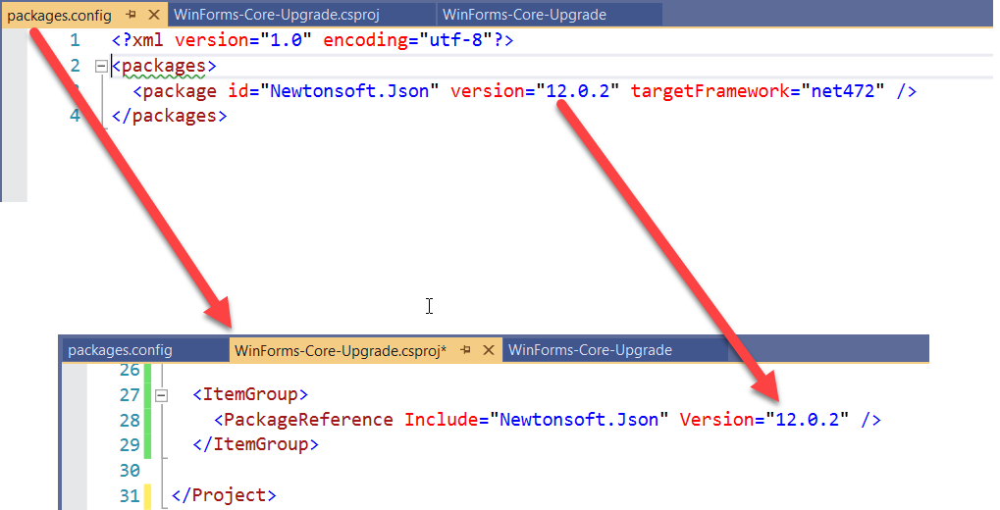 packages.config WinForms-Core-Upgrade.csproj WinForms-Core-Upgrade
1 <?xml version="1.0" encoding="utf-8"?>
2 <packages>
3 <package id="Newtonsoft.Json" version="12.0.2" targetFramework="net472" />
4 </packages>
packages.config WinForms-Core-Upgrade.csproj* WinForms-Core-Upgrade
26
27 <ItemGroup>
28 <PackageReference Include="Newtonsoft.Json" Version="12.0.2" />
29 </ItemGroup>
30
31 </Project>